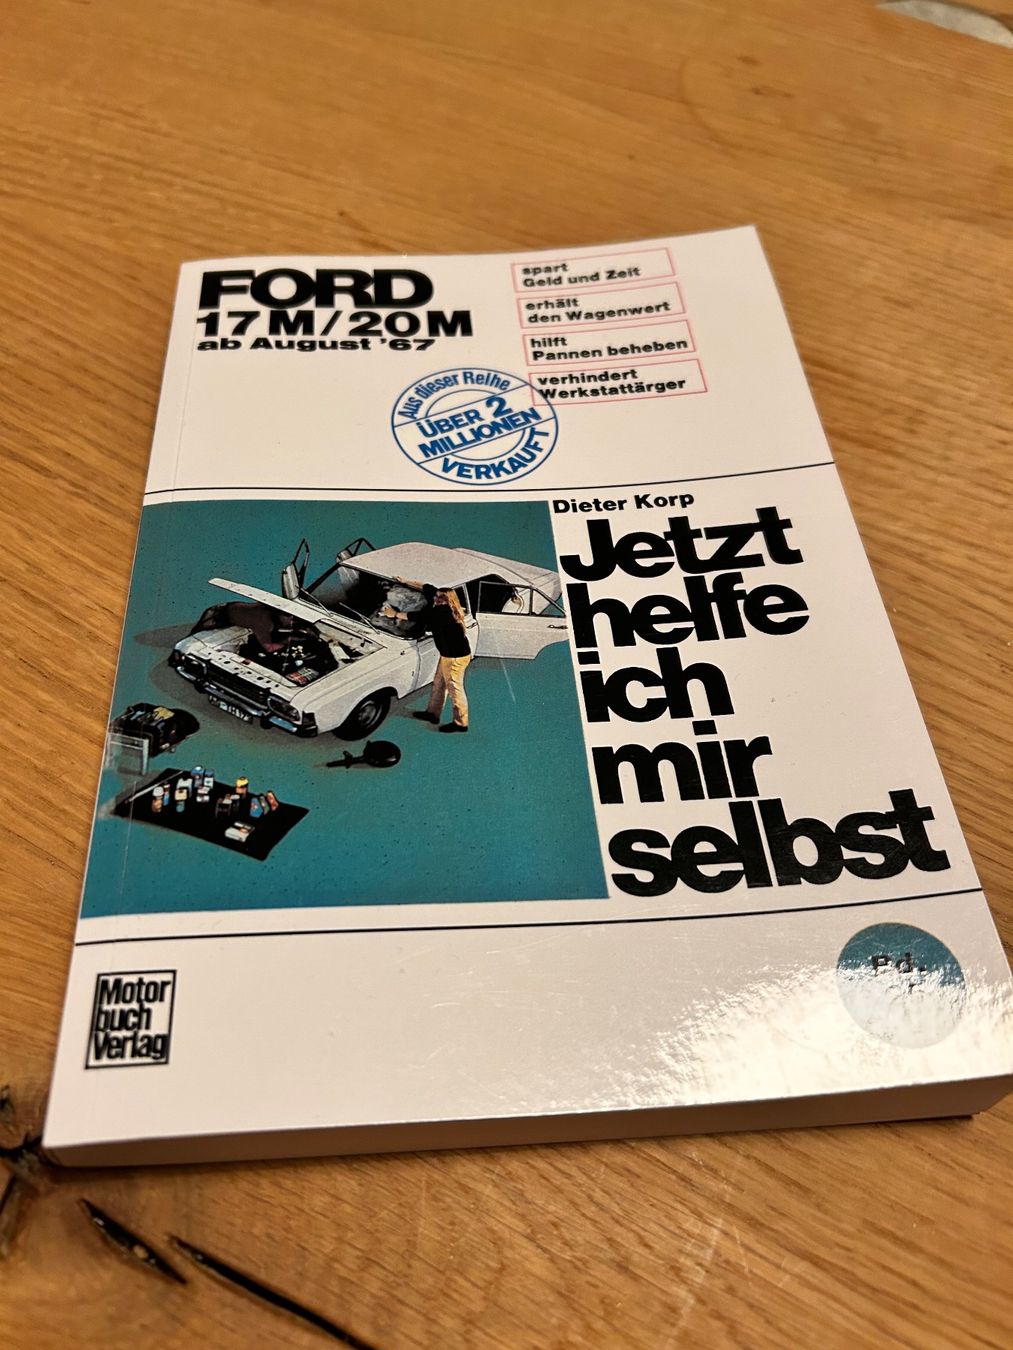 FORD
17M/20M
ab August '67
spart
Geld und Zeit
erhält
den Wagenwert
hilft
Pannen beheben
verhindert
Werkstattärger
Aus dieser Reihe
ÜBER 2
MILLIONEN
VERKAUFT
Dieter Korp
Jetzt
helfe
ich
mir
selbst
Motor
buch
Verlag
Bd.